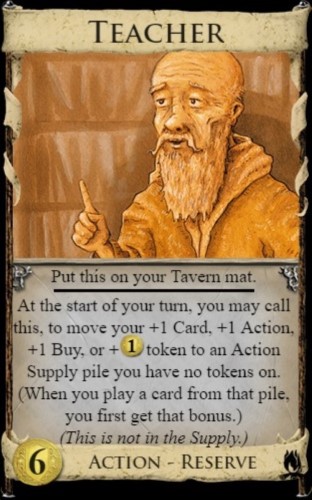 TEACHER
Put this on your Tavern mat.
At the start of your turn, you may call
this, to move your +1 Card, +1 Action,
+1 Buy, or + 1 token to an Action
Supply pile you have no tokens on.
(When you play a card from that pile,
you first get that bonus.)
(This is not in the Supply.)
6 ACTION - RESERVE